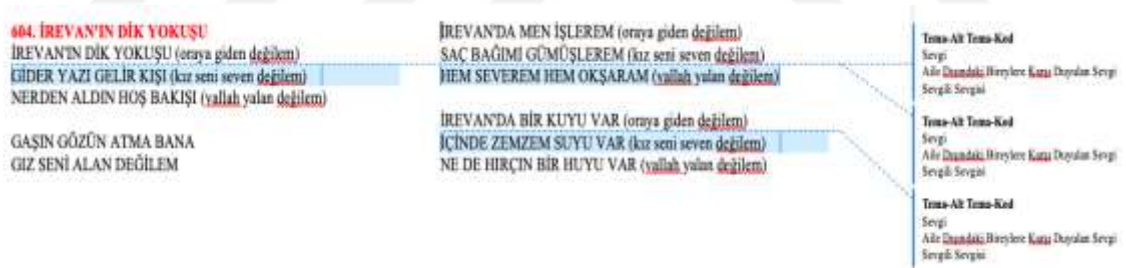 604. İREVAN'IN DİK YOKUŞU
İREVAN'IN DİK YOKUŞU (oraya giden değilem)
GİDER YAZI GELİR KIŞI (kız seni seven değilem)
NERDEN ALDIN HOŞ BAKIŞI (vallah yalan değilem)
GAŞIN GÖZÜN ATMA BANA
GIZ SENİ ALAN DEĞİLEM
İREVAN'DA MEN İŞLEREM (oraya giden değilem)
SAÇ BAĞIMI GÜMÜŞLEREM (kız seni seven değilem)
HEM SEVEREM HEM OKŞARAM (vallah yalan değilem)
İREVAN'DA BİR KUYU VAR (oraya giden değilem)
İÇİNDE ZEMZEM SUYU VAR (kız seni seven değilem)
NE DE HIRÇIN BİR HUYU VAR (vallah yalan değilem)
Tema-Alt Tema-Kod
Sevgi
Aile Dışındaki Bireylere Karşı Duyulan Sevgi
Sevgili Sevgisi
Tema-Alt Tema-Kod
Sevgi
Aile Dışındaki Bireylere Karşı Duyulan Sevgi
Sevgili Sevgisi
Tema-Alt Tema-Kod
Sevgi
Aile Dışındaki Bireylere Karşı Duyulan Sevgi
Sevgili Sevgisi